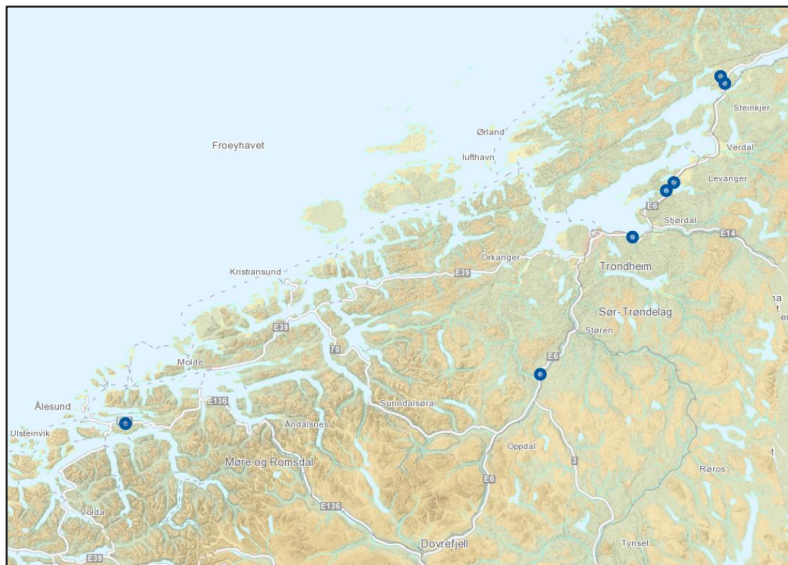 Steinkjer
Ørland
Froeyhavet
Verdal
lufthavn
Levanger
E6
Stjørdal
E14
Orkanger
Trondheim
Kristiansund
E39
Sør-Trøndelag
E39
Støren
70
E6
Molde
Ålesund
E136
Sunndalsøra
Ulsteinvik
Åndalsnes
Oppdal
Møre og Romsdal
3
Røros
E6
E136
Volda
Dovrefjell
Tynset
E39